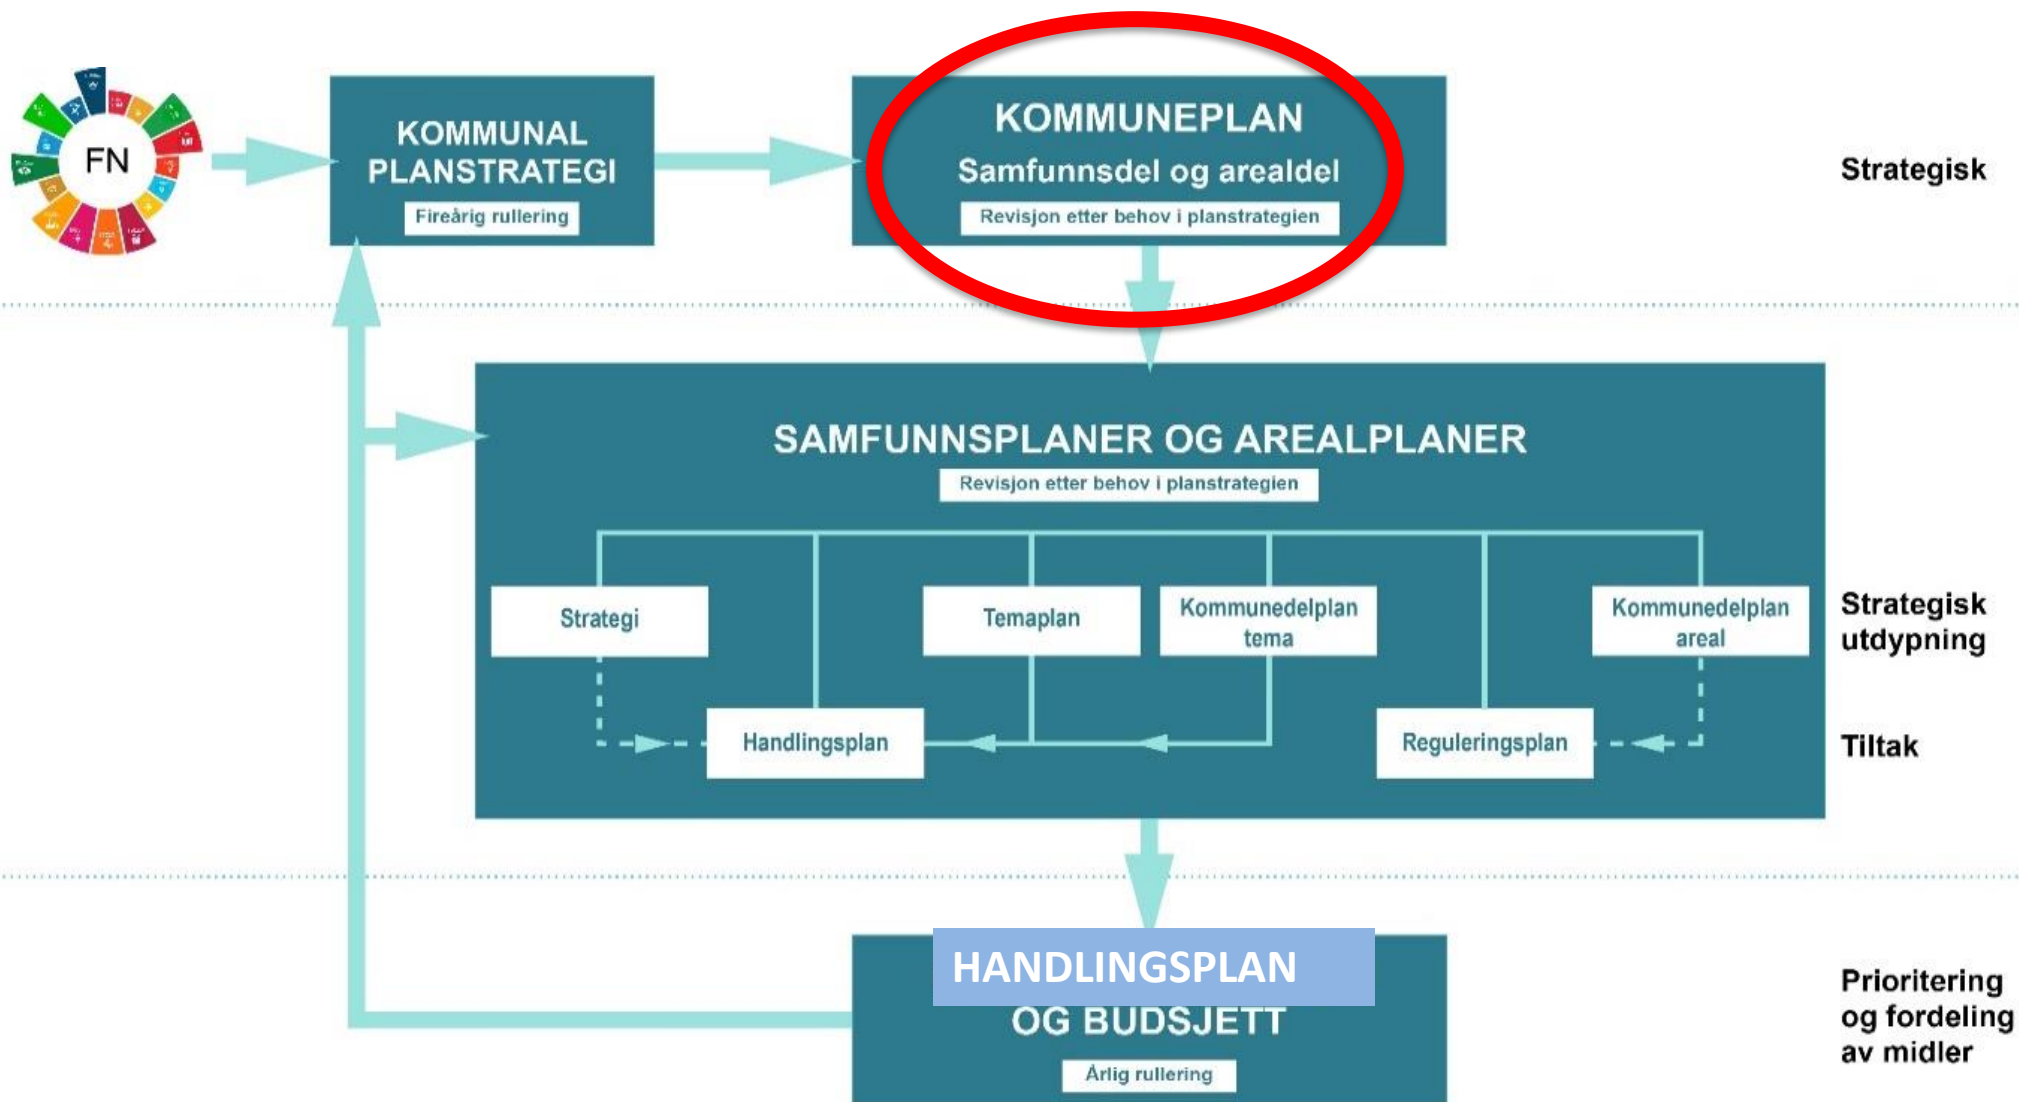 FN
KOMMUNAL
PLANSTRATEGI
Fireårig rullering
KOMMUNEPLAN
Samfunnsdel og arealdel
Revisjon etter behov i planstrategien
Strategisk
SAMFUNNSPLANER OG AREALPLANER
Revisjon etter behov i planstrategien
Strategi
Temaplan
Kommunedelplan
tema
Kommunedelplan
areal
Strategisk
utdypning
Handlingsplan
Reguleringsplan
Tiltak
HANDLINGSPLAN
OG BUDSJETT
Årlig rullering
Prioritering
og fordeling
av midler